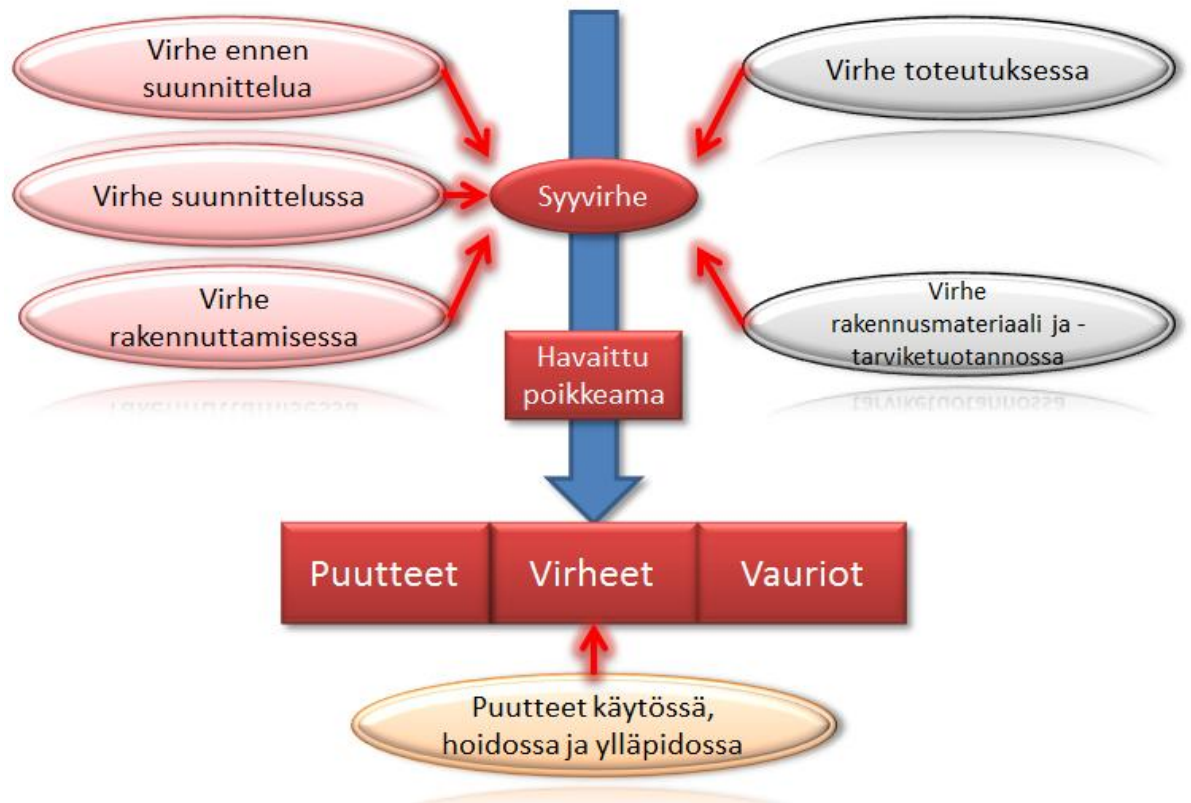 Virhe ennen
suunnittelua
Virhe toteutuksessa
Virhe suunnittelussa
Syyvirhe
Virhe
rakennuttamisessa
Virhe
rakennusmateriaali ja -
tarviketuotannossa
Havaittu
poikkeama
Puutteet
Virheet
Vauriot
Puutteet käytössä,
hoidossa ja ylläpidossa